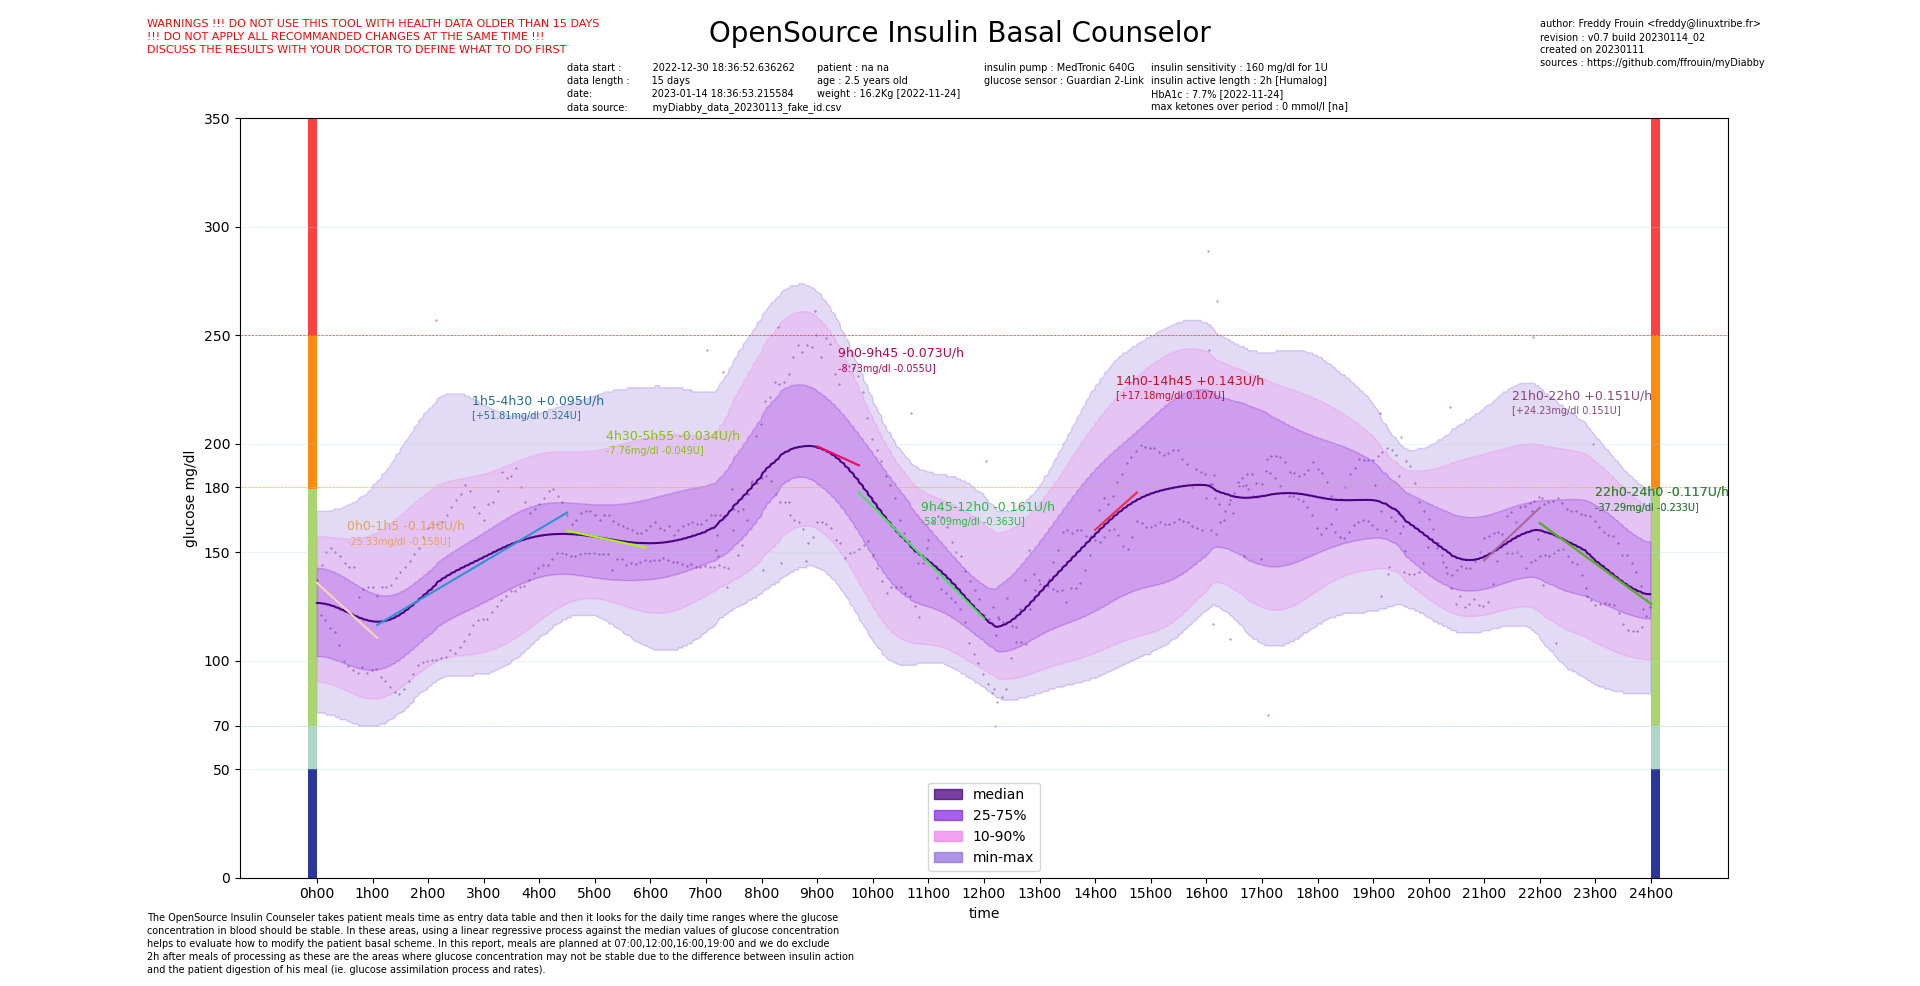 WARNINGS !!! DO NOT USE THIS TOOL WITH HEALTH DATA OLDER THAN 15 DAYS
!!! DO NOT APPLY ALL RECOMMANDED CHANGES AT THE SAME TIME !!!
DISCUSS THE RESULTS WITH YOUR DOCTOR TO DEFINE WHAT TO DO FIRST
OpenSource Insulin Basal Counselor
author: Freddy Frouin <freddy@linuxtribe.fr>
revision : v0.7 build 20230114_02
created on 20230111
sources : https://github.com/ffrouin/myDiabby
data start : 2022-12-30 18:36:52.636262
data length : 15 days
date: 2023-01-14 18:36:53.215584
data source: myDiabby_data_20230113_fake_id.csv
patient : na na
age : 2.5 years old
weight : 16.2Kg [2022-11-24]
insulin pump : MedTronic 640G
glucose sensor : Guardian 2-Link
insulin sensitivity : 160 mg/dl for 1U
insulin active length : 2h [Humalog]
HbA1c : 7.7% [2022-11-24]
max ketones over period : 0 mmol/l [na]
350
300
250
200
180
150
100
70
50
0
glucose mg/dl
0h0-1h5 -0.146U/h
-25.33mg/dl -0.158U]
1h5-4h30 +0.095U/h
[+51.81mg/dl 0.324U]
4h30-5h55 -0.034U/h
-7.76mg/dl -0.049U]
9h0-9h45 -0.073U/h
-8.73mg/dl -0.055U]
9h45-12h0 -0.161U/h
-58.09mg/dl -0.363U]
14h0-14h45 +0.143U/h
[+17.18mg/dl 0.107U]
21h0-22h0 +0.151U/h
[+24.23mg/dl 0.151U]
22h0-24h0 -0.117U/h
-37.29mg/dl -0.233U]
median
25-75%
10-90%
min-max
0h00 1h00 2h00 3h00 4h00 5h00 6h00 7h00 8h00 9h00 10h00 11h00 12h00 13h00 14h00 15h00 16h00 17h00 18h00 19h00 20h00 21h00 22h00 23h00 24h00
time
The OpenSource Insulin Counseler takes patient meals time as entry data table and then it looks for the daily time ranges where the glucose
concentration in blood should be stable. In these areas, using a linear regressive process against the median values of glucose concentration
helps to evaluate how to modify the patient basal scheme. In this report, meals are planned at 07:00,12:00,16:00,19:00 and we do exclude
2h after meals of processing as these are the areas where glucose concentration may not be stable due to the difference between insulin action
and the patient digestion of his meal (ie. glucose assimilation process and rates).